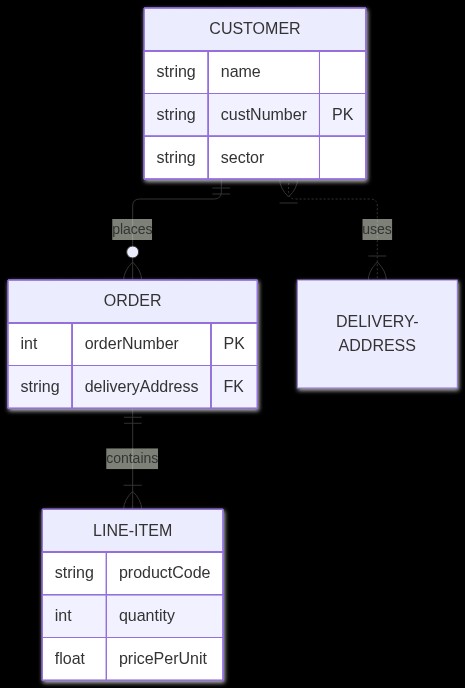 CUSTOMER
string name
string custNumber PK
string sector
places
uses
ORDER
int orderNumber PK
string deliveryAddress FK
DELIVERY-
ADDRESS
contains
LINE-ITEM
string productCode
int quantity
float pricePerUnit